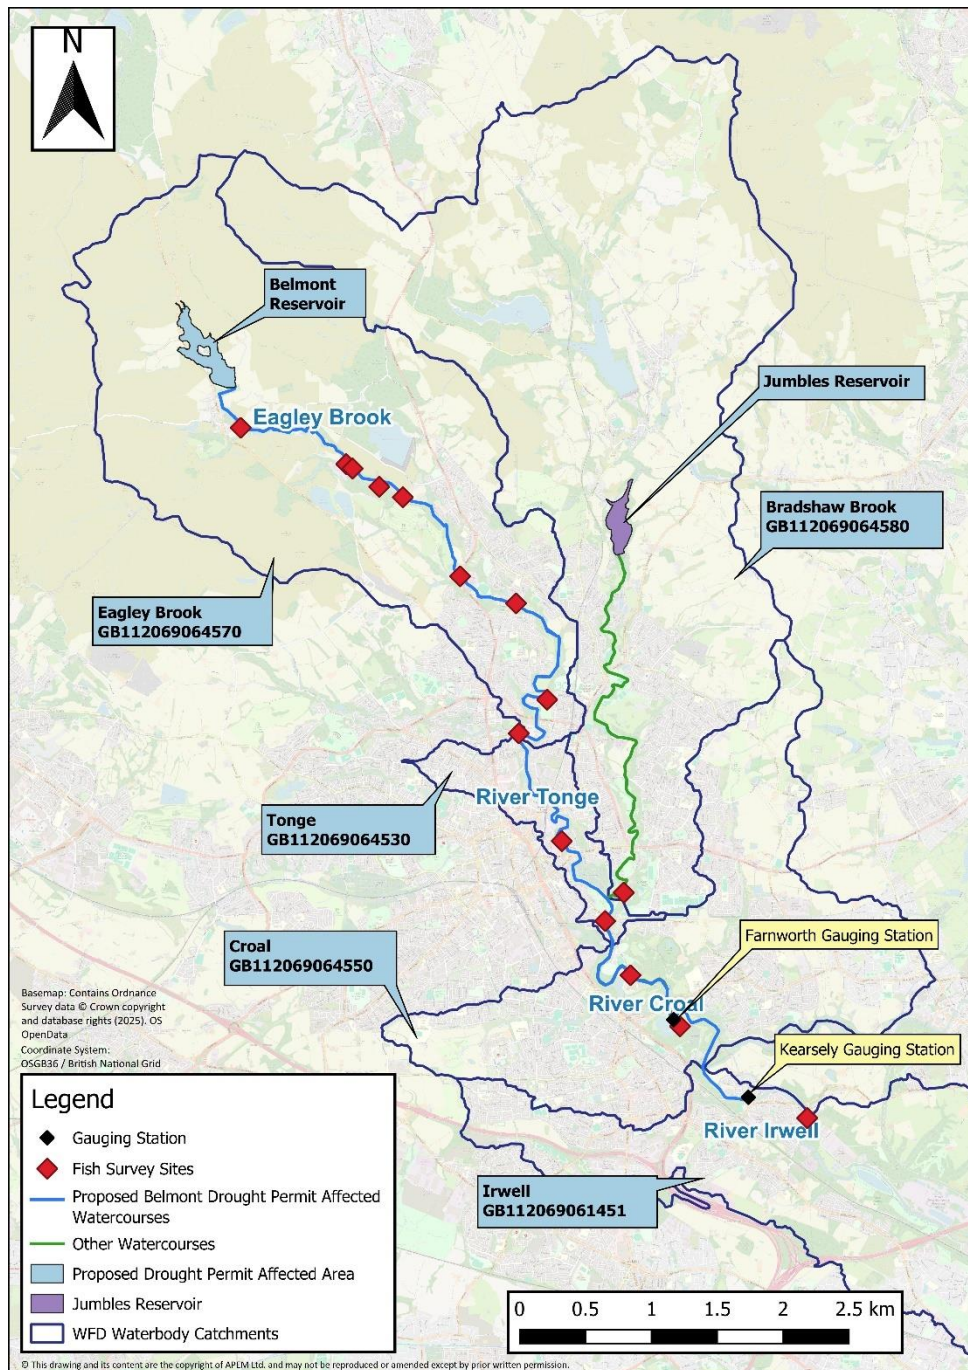 N
Belmont
Reservoir
Jumbles Reservoir
Eagley Brook
Bradshaw Brook
GB112069064580
Eagley Brook
GB112069064570
River Tonge
Tonge
GB112069064530
Farnworth Gauging Station
Croal
GB112069064550
River Croal
Kearsely Gauging Station
River Irwell
Irwell
GB112069061451
Basemap: Contains Ordnance
Survey data © Crown copyright
and database rights (2025). OS
OpenData
Coordinate System:
OSGB36 / British National Grid
Legend
Gauging Station
Fish Survey Sites
Proposed Belmont Drought Permit Affected
Watercourses
Other Watercourses
Proposed Drought Permit Affected Area
Jumbles Reservoir
WFD Waterbody Catchments
0 0.5 1 1.5 2 2.5 km
© This drawing and its content are the copyright of APEM Ltd. and may not be reproduced or amended except by prior written permission.